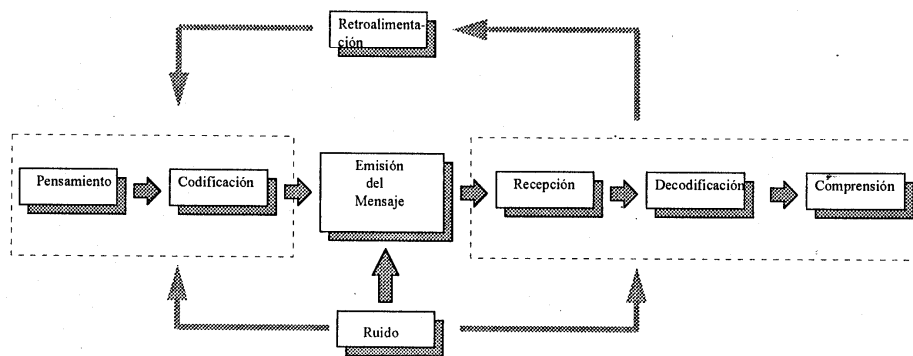 Retroalimenta-
ción
Pensamiento
Codificación
Emisión
del
Mensaje
Recepción
Decodificación
Comprensión
Ruido